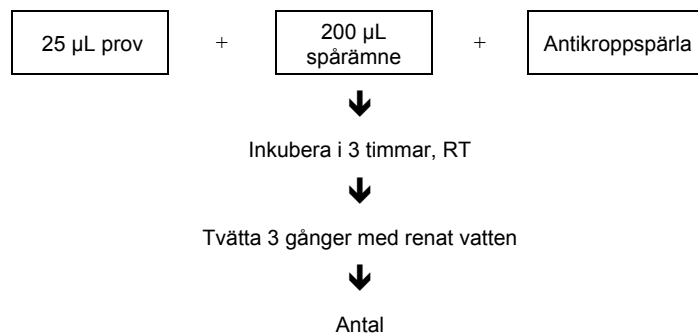 25 µL prov + 200 µL spårämne + Antikroppspärla
Inkubera i 3 timmar, RT
Tvätta 3 gånger med renat vatten
Antal